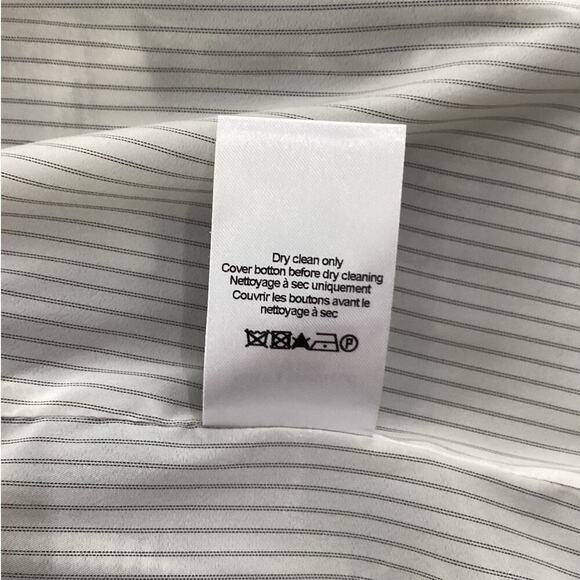 Dry clean only
Cover botton before dry cleaning
Nettoyage à sec uniquement
Couvrir les boutons avant le
nettoyage à sec
P